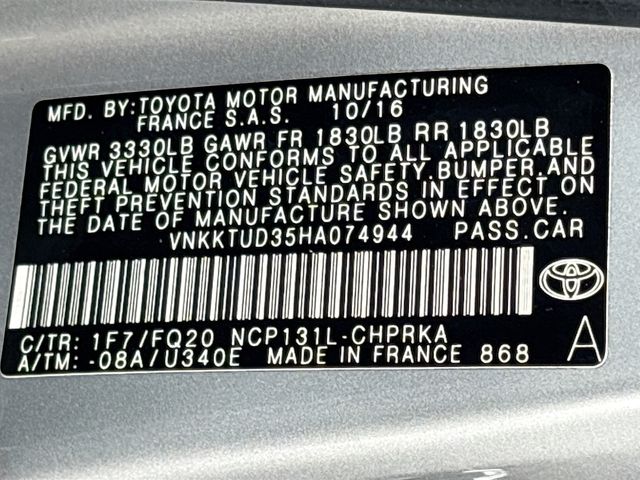 MFD. BY: TOYOTA MOTOR MANUFACTURING
FRANCE S.A.S. 10/16
GVWR 3330LB GAWR FR 1830LB RR 1830LB
THIS VEHICLE CONFORMS TO ALL APPLICABLE
FEDERAL MOTOR VEHICLE SAFETY, BUMPER, AND
THEFT PREVENTION STANDARDS IN EFFECT ON
THE DATE OF MANUFACTURE SHOWN ABOVE.
VNKKTUD35HA074944 PASS.CAR
C/TR: 1F7/FQ20 NCP131L-CHPRKA
A/TM: -08A/U340E MADE IN FRANCE 868 A